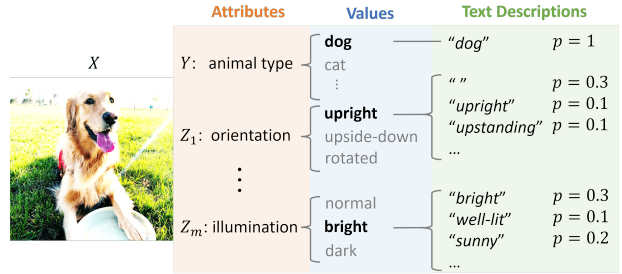 Attributes Values Text Descriptions
X
Y: animal type
dog
cat
⋮
"dog" p = 1
Z₁: orientation
upright
upside-down
rotated
" " p = 0.3
"upright" p = 0.1
"upstanding" p = 0.1
...
Zₘ: illumination
normal
bright
dark
"bright" p = 0.3
"well-lit" p = 0.1
"sunny" p = 0.2
...